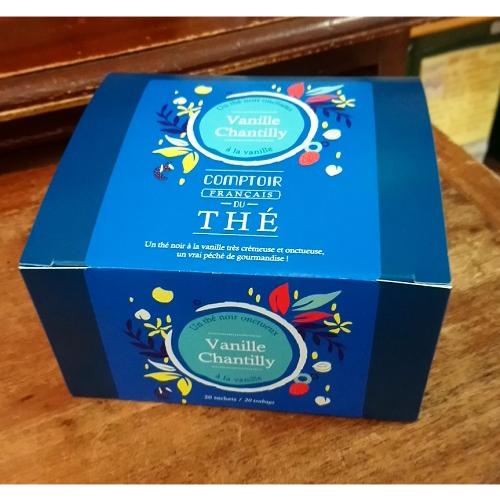 Un thé noir onctueux
Vanille
Chantilly
à la vanille
COMPTOIR
FRANÇAIS
DU
THÉ
Un thé noir à la vanille très crémeuse et onctueuse,
un vrai péché de gourmandise !
Un thé noir onctueux
Vanille
Chantilly
à la vanille
20 sachets / 20 teabags